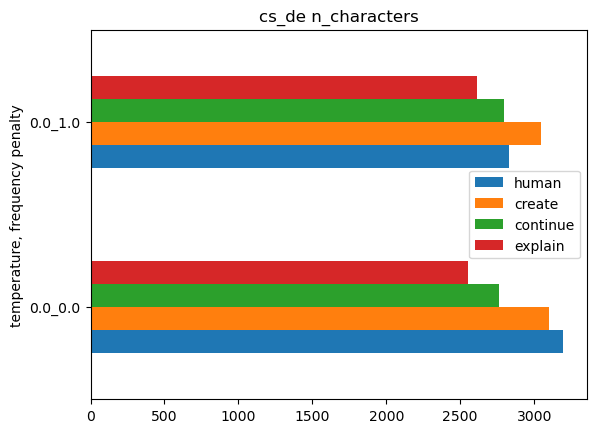 cs_de n_characters
temperature, frequency penalty
0.0_1.0
0.0_0.0
human
create
continue
explain
0
500
1000
1500
2000
2500
3000